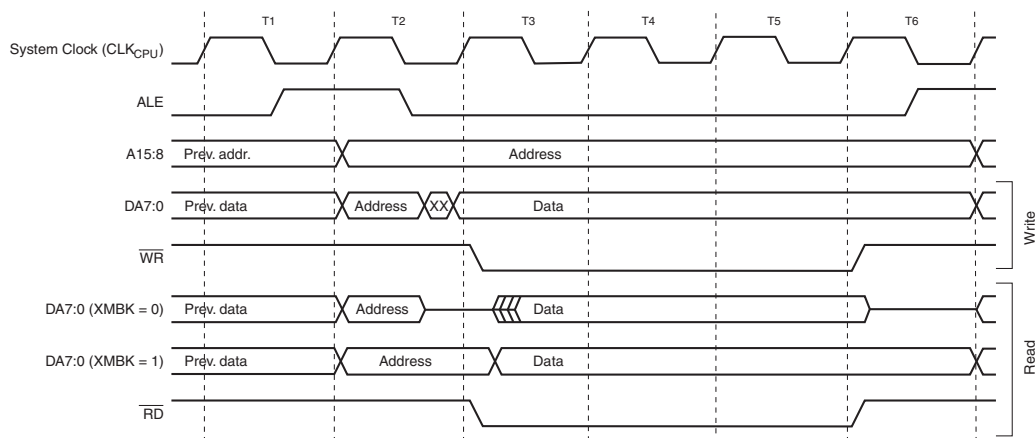 T1 T2 T3 T4 T5 T6
System Clock (CLKCPU)
ALE
A15:8 Prev. addr. Address
DA7:0 Prev. data Address XX Data
WR
Write
DA7:0 (XMBK = 0) Prev. data Address Data
DA7:0 (XMBK = 1) Prev. data Address Data
RD
Read